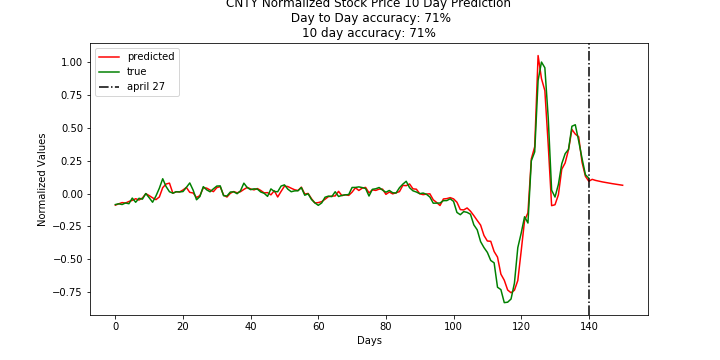 CNTY Normalized Stock Price 10 Day Prediction
Day to Day accuracy: 71%
10 day accuracy: 71%
predicted
true
april 27
Normalized Values
1.00
0.75
0.50
0.25
0.00
−0.25
−0.50
−0.75
0
20
40
60
80
100
120
140
Days